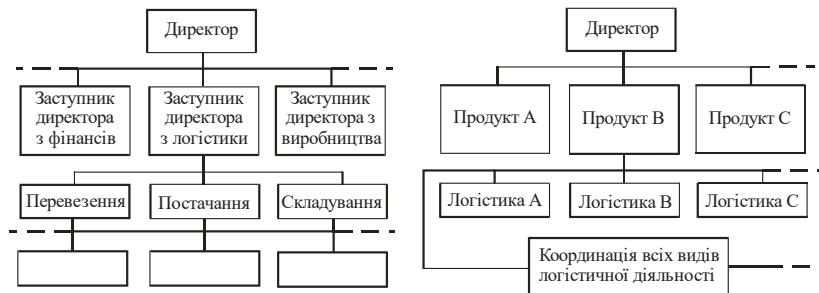 Директор
Заступник
директора
з фінансів
Заступник
директора
з логістики
Заступник
директора з
виробництва
Перевезення
Постачання
Складування
Директор
Продукт А
Продукт В
Продукт С
Логістика А
Логістика В
Логістика С
Координація всіх видів
логістичної діяльності